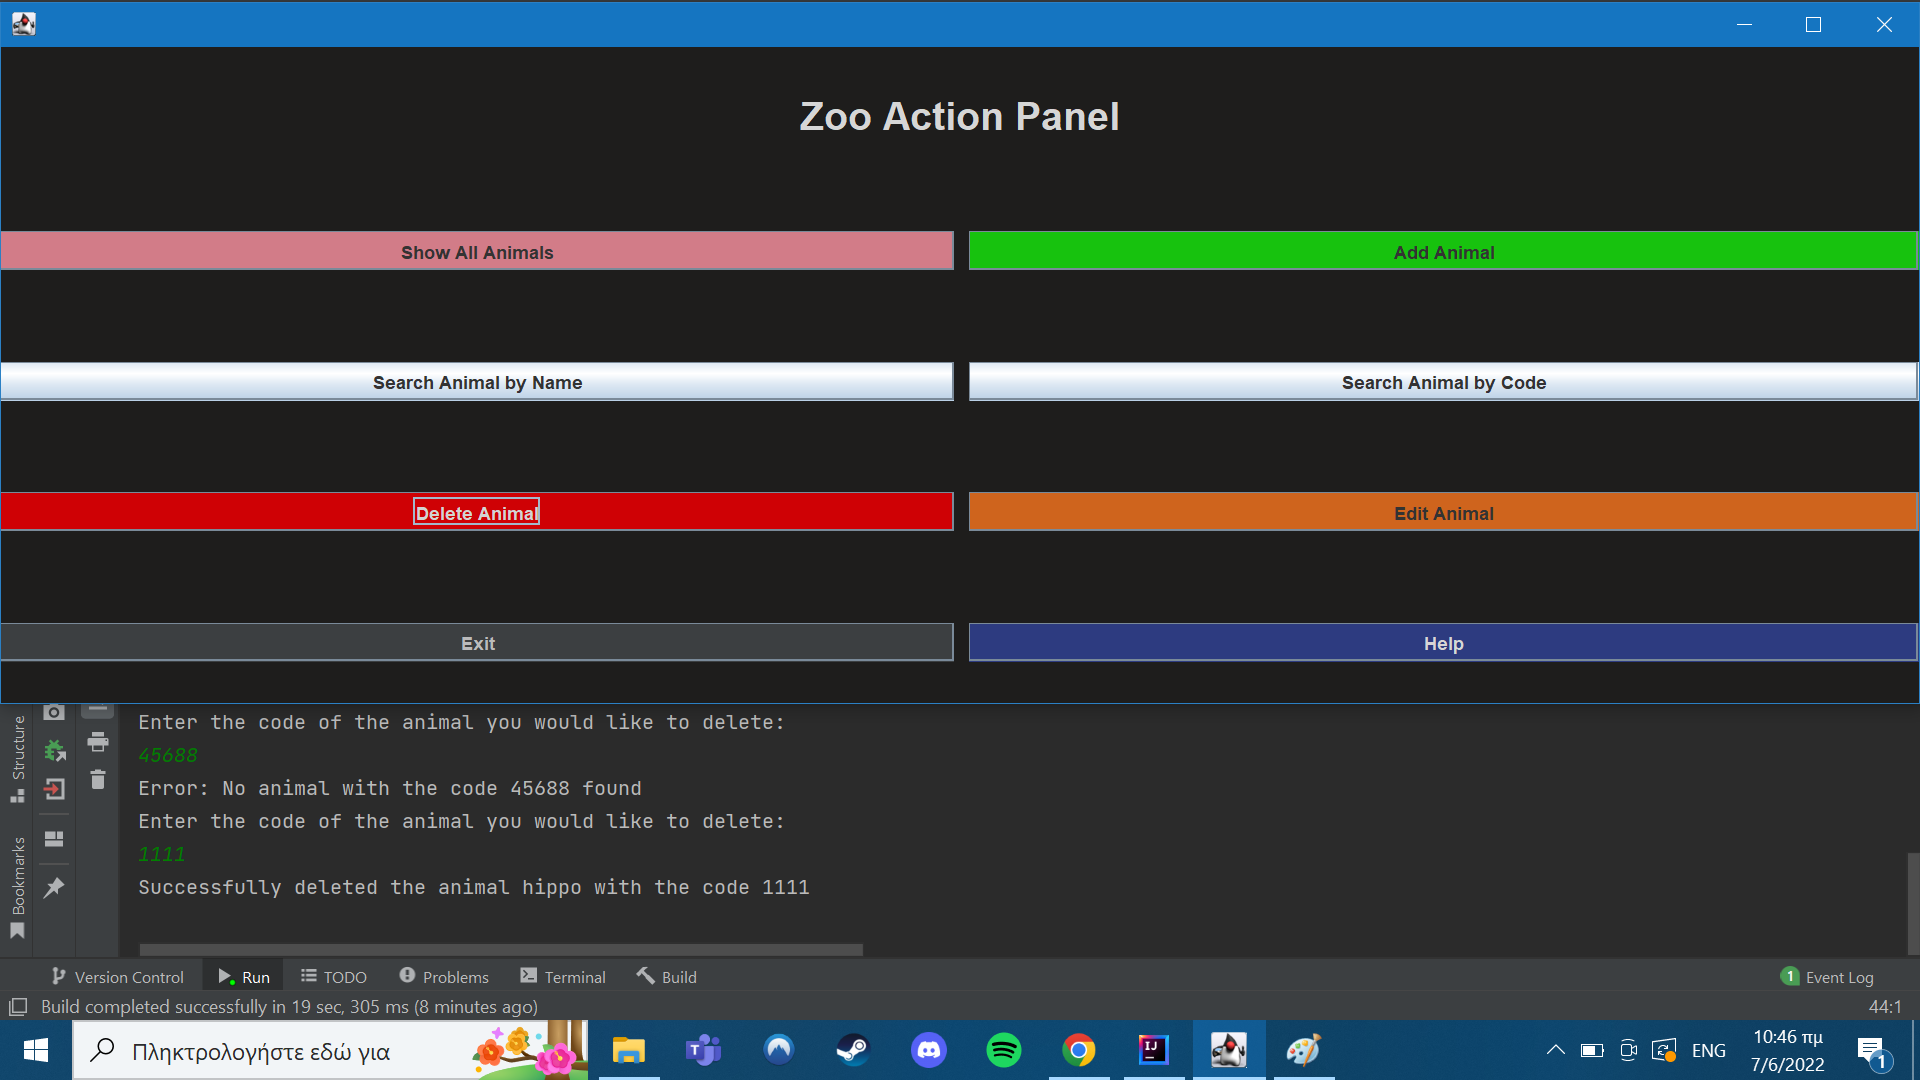 Zoo Action Panel
Show All Animals
Add Animal
Search Animal by Name
Search Animal by Code
Delete Animal
Edit Animal
Exit
Help
Structure
Bookmarks
Enter the code of the animal you would like to delete:
45688
Error: No animal with the code 45688 found
Enter the code of the animal you would like to delete:
1111
Successfully deleted the animal hippo with the code 1111
Version Control
Run
TODO
Problems
Terminal
Build
1 Event Log
Build completed successfully in 19 sec, 305 ms (8 minutes ago)
44:1
Πληκτρολογήστε εδώ για
T
IJ
ENG
10:46 πμ
7/6/2022
1